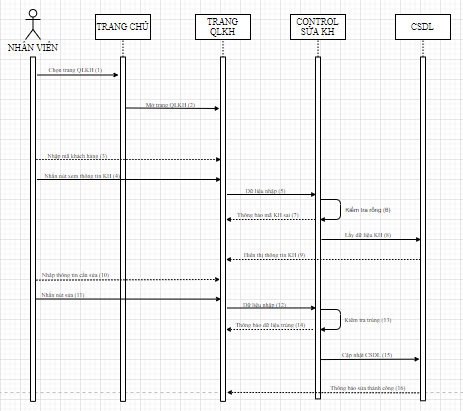 NHÂN VIÊN
TRANG CHỦ
TRANG
QLKH
CONTROL
SỬA KH
CSDL
Chọn trang QLKH (1)
Mở trang QLKH (2)
Nhập mã khách hàng (3)
Nhấn nút xem thông tin KH (4)
Dữ liệu nhập (5)
Kiểm tra rỗng (6)
Thông báo mã KH sai (7)
Lấy dữ liệu KH (8)
Hiển thị thông tin KH (9)
Nhập thông tin cần sửa (10)
Nhấn nút sửa (11)
Dữ liệu nhập (12)
Kiểm tra trùng (13)
Thông báo dữ liệu trùng (14)
Cập nhật CSDL (15)
Thông báo sửa thành công (16)